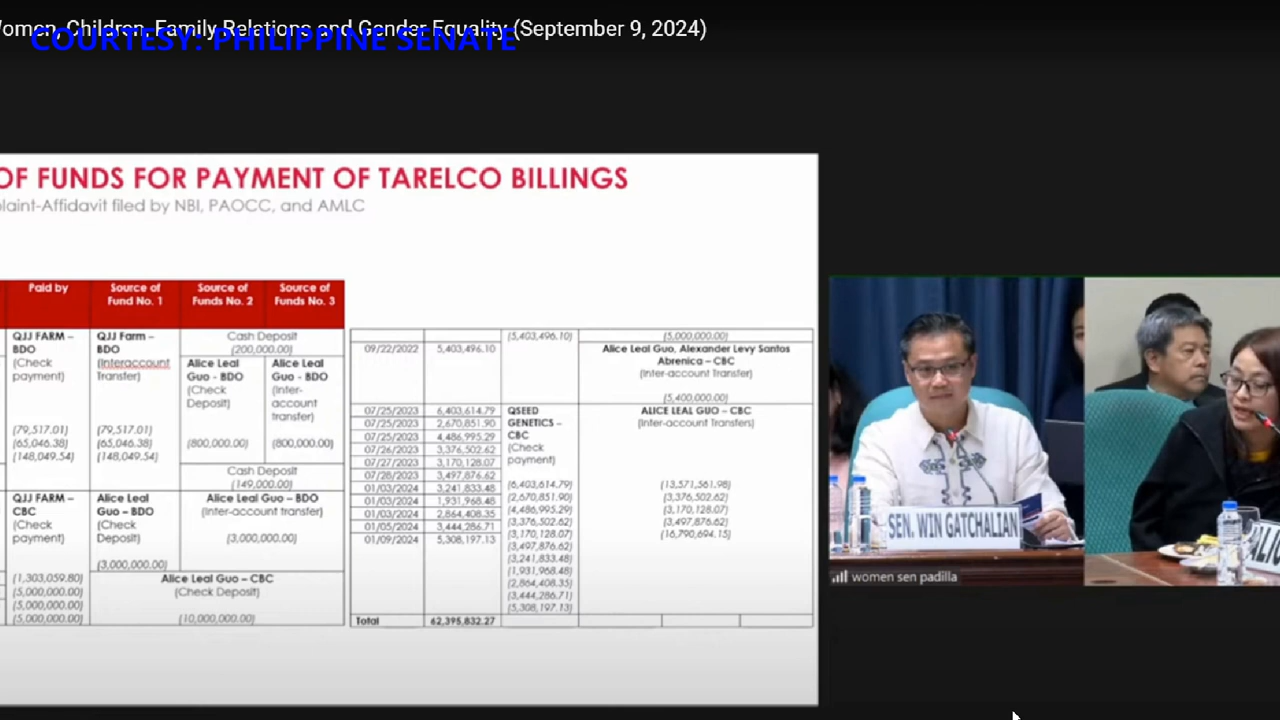 Women, Children, Family Relations and Gender Equality (September 9, 2024)
COURTESY: PHILIPPINE SENATE
OF FUNDS FOR PAYMENT OF TARELCO BILLINGS
plaint-Affidavit filed by NBI, PAOCC, and AMLC
Paid by
Source of Fund No. 1
Source of Funds No. 2
Source of Funds No. 3
QJJ FARM –
BDO
(Check
payment)
(79,517.01)
(65,046.38)
(148,049.54)
QJJ Farm –
BDO
(Interaccount
Transfer)
(79,517.01)
(65,046.38)
(148,049.54)
Cash Deposit
(200,000.00)
Alice Leal
Guo - BDO
(Check
Deposit)
(800,000.00)
Alice Leal
Guo - BDO
(Inter-
account
transfer)
(800,000.00)
Cash Deposit
(149,000.00)
QJJ FARM –
CBC
(Check
payment)
Alice Leal
Guo – BDO
(Check
Deposit)
(3,000,000.00)
Alice Leal Guo – BDO
(Inter-account transfer)
(3,000,000.00)
(1,303,059.80)
(5,000,000.00)
(5,000,000.00)
(5,000,000.00)
Alice Leal Guo – CBC
(Check Deposit)
(10,000,000.00)
(5,403,496.10)
(5,000,000.00)
09/22/2022 5,403,496.10
Alice Leal Guo, Alexander Levy Santos
Abrenica – CBC
(Inter-account Transfer)
(5,400,000.00)
07/25/2023 6,403,614.79
07/25/2023 2,670,851.90
07/25/2023 4,486,995.29
07/26/2023 3,376,502.62
07/27/2023 3,170,128.07
07/28/2023 3,497,876.62
01/03/2024 3,241,833.48
01/03/2024 1,931,968.48
01/03/2024 2,864,408.35
01/05/2024 3,444,286.71
01/09/2024 5,308,197.13
QSEED
GENETICS –
CBC
(Check
payment)
(6,403,614.79)
(2,670,851.90)
(4,486,995.29)
(3,376,502.62)
(3,170,128.07)
(3,497,876.62)
(3,241,833.48)
(1,931,968.48)
(2,864,408.35)
(3,444,286.71)
(5,308,197.13)
ALICE LEAL GUO – CBC
(Inter-account Transfers)
(13,571,561.98)
(3,376,502.62)
(3,170,128.07)
(3,497,876.62)
(16,790,694.15)
Total 62,395,832.27
SEN. WIN GATCHALIAN
women sen padilla